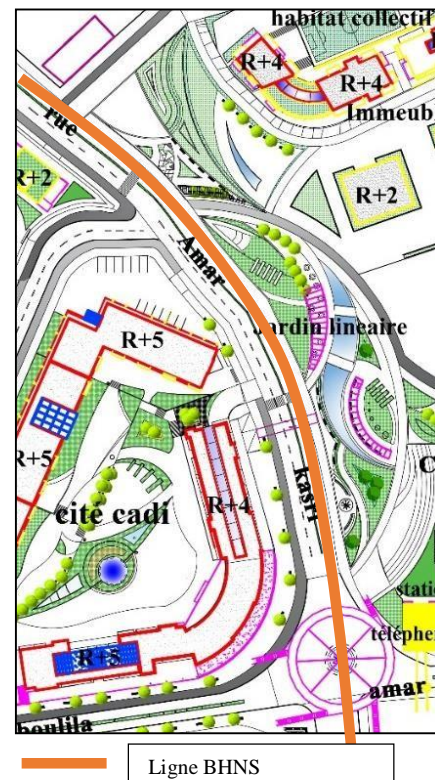 habitat collectif
R+4
R+4
Immeub
rue
R+2
R+2
Amar
Jardin lineaire
R+5
R+5
kasri
R+4
cité cadi
C
statio
téléphe
R+5
amar
boulila
Ligne BHNS